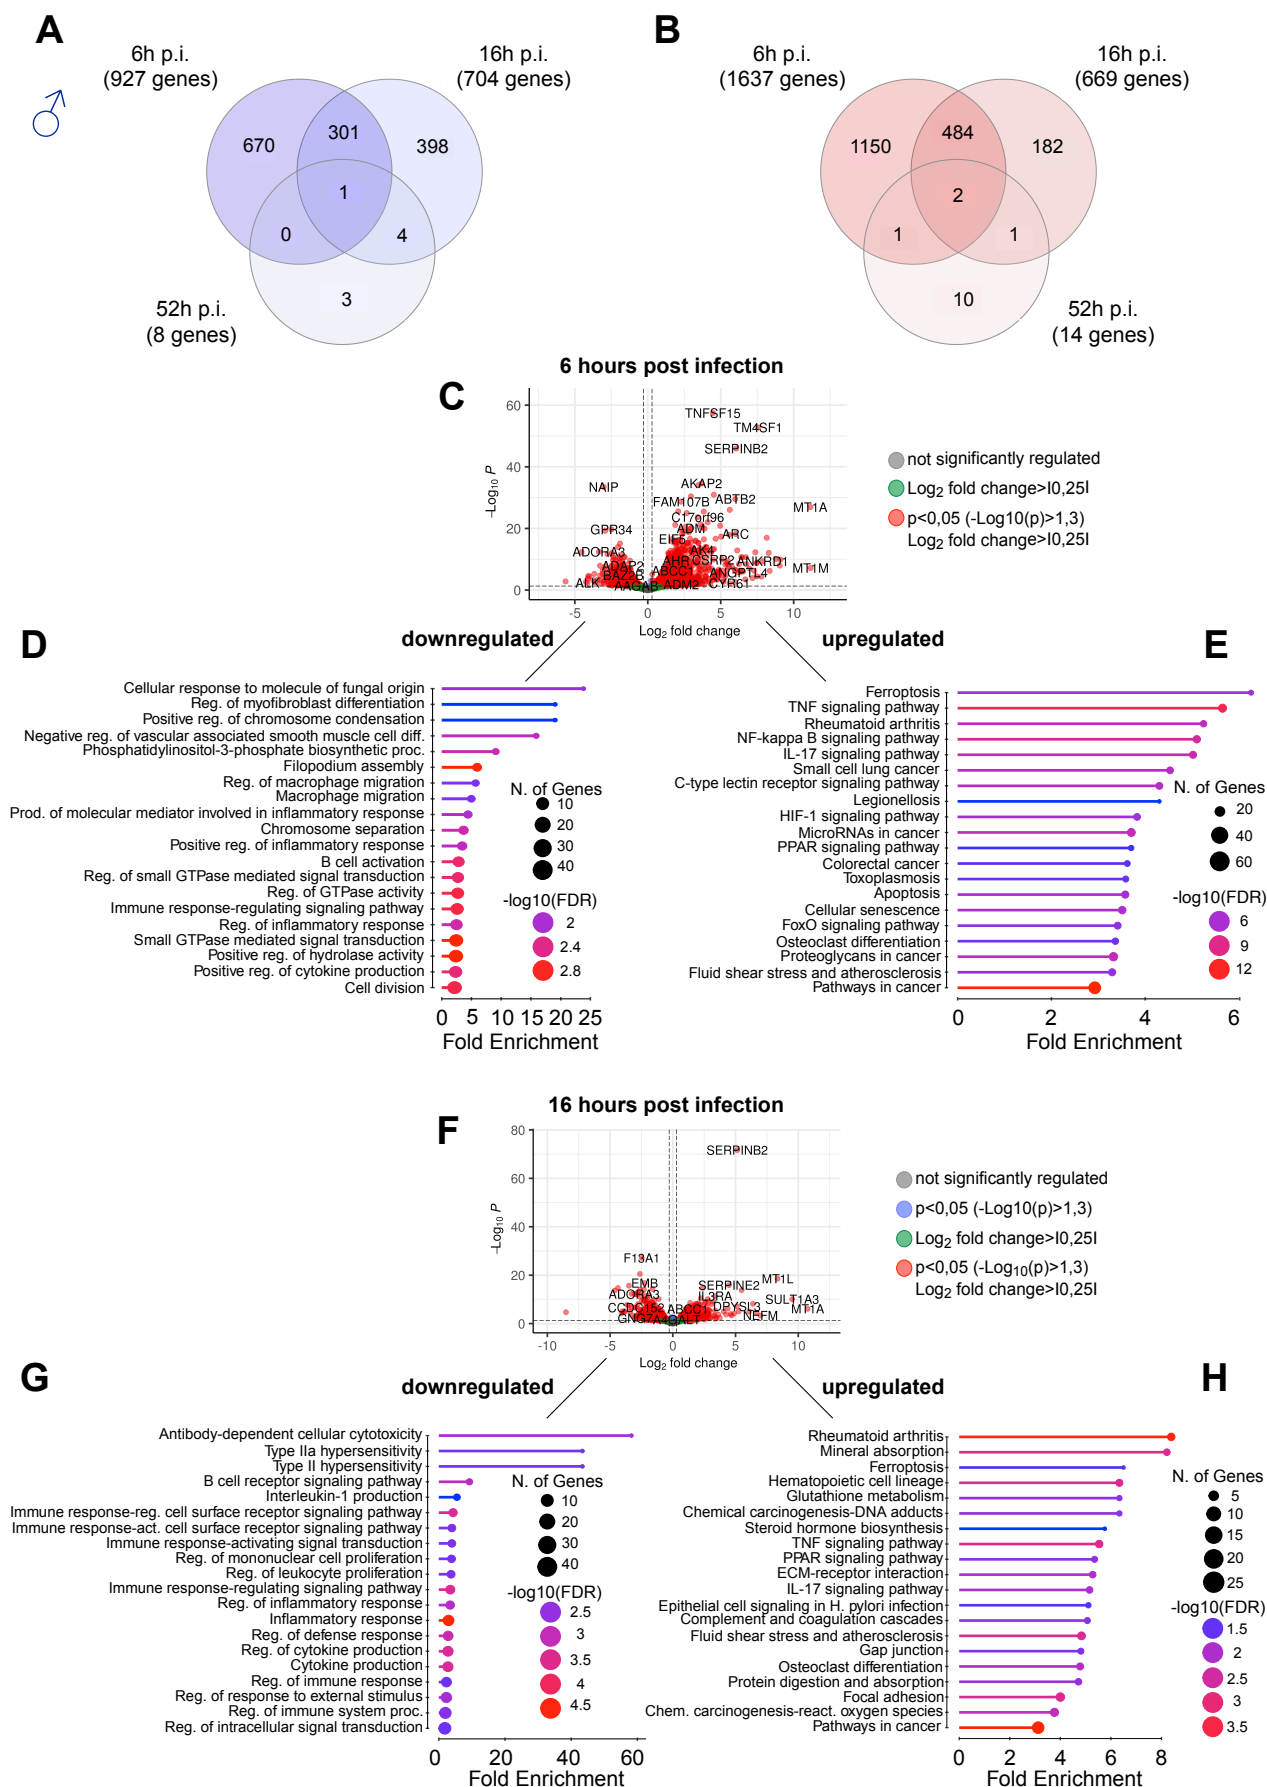 A
B
6h p.i.
(927 genes)
16h p.i.
(704 genes)
670
301
398
1
0
4
3
52h p.i.
(8 genes)
6h p.i.
(1637 genes)
16h p.i.
(669 genes)
1150
484
182
2
1
1
10
52h p.i.
(14 genes)
6 hours post infection
C
60
40
20
0
-Log10 P
TNFSF15
TM4SF1
SERPINB2
NAIP
AKAP2
FAM107B
ABTB2
MT1A
C17orf96
GPR34
ADM
ARC
EIF5
ADORA3
AK4
ADAP2
AHR
CSRP2
ANKRD1
BAZ2B
ABCC1
ANGPTL4
MT1M
ALK
AAGAB
ADM2
CYR61
-5
0
5
10
Log2 fold change
not significantly regulated
Log2 fold change>I0,25I
p<0,05 (-Log10(p)>1,3)
Log2 fold change>I0,25I
downregulated
upregulated
D
Cellular response to molecule of fungal origin
Reg. of myofibroblast differentiation
Positive reg. of chromosome condensation
Negative reg. of vascular associated smooth muscle cell diff.
Phosphatidylinositol-3-phosphate biosynthetic proc.
Filopodium assembly
Reg. of macrophage migration
Macrophage migration
Prod. of molecular mediator involved in inflammatory response
Chromosome separation
Positive reg. of inflammatory response
B cell activation
Reg. of small GTPase mediated signal transduction
Reg. of GTPase activity
Immune response-regulating signaling pathway
Reg. of inflammatory response
Small GTPase mediated signal transduction
Positive reg. of hydrolase activity
Positive reg. of cytokine production
Cell division
N. of Genes
10
20
30
40
-log10(FDR)
2
2.4
2.8
0 5 10 15 20 25
Fold Enrichment
E
Ferroptosis
TNF signaling pathway
Rheumatoid arthritis
NF-kappa B signaling pathway
IL-17 signaling pathway
Small cell lung cancer
C-type lectin receptor signaling pathway
Legionellosis
HIF-1 signaling pathway
MicroRNAs in cancer
PPAR signaling pathway
Colorectal cancer
Toxoplasmosis
Apoptosis
Cellular senescence
FoxO signaling pathway
Osteoclast differentiation
Proteoglycans in cancer
Fluid shear stress and atherosclerosis
Pathways in cancer
N. of Genes
20
40
60
-log10(FDR)
6
9
12
0 2 4 6
Fold Enrichment
16 hours post infection
F
80
60
40
20
0
-Log10 P
SERPINB2
F13A1
EMB
SERPINE2
MT1L
ADORA3
IL3RA
SULT1A3
CCDC152
ABCC1
DPYSL3
MT1A
GNG7
A4GALT
NEFM
-10
-5
0
5
10
Log2 fold change
not significantly regulated
p<0,05 (-Log10(p)>1,3)
Log2 fold change>I0,25I
p<0,05 (-Log10(p)>1,3)
Log2 fold change>I0,25I
downregulated
upregulated
G
Antibody-dependent cellular cytotoxicity
Type IIa hypersensitivity
Type II hypersensitivity
B cell receptor signaling pathway
Interleukin-1 production
Immune response-reg. cell surface receptor signaling pathway
Immune response-act. cell surface receptor signaling pathway
Immune response-activating signal transduction
Reg. of mononuclear cell proliferation
Reg. of leukocyte proliferation
Immune response-regulating signaling pathway
Reg. of inflammatory response
Inflammatory response
Reg. of defense response
Reg. of cytokine production
Cytokine production
Reg. of immune response
Reg. of response to external stimulus
Reg. of immune system proc.
Reg. of intracellular signal transduction
N. of Genes
10
20
30
40
-log10(FDR)
2.5
3
3.5
4
4.5
0 20 40 60
Fold Enrichment
H
Rheumatoid arthritis
Mineral absorption
Ferroptosis
Hematopoietic cell lineage
Glutathione metabolism
Chemical carcinogenesis-DNA adducts
Steroid hormone biosynthesis
TNF signaling pathway
PPAR signaling pathway
ECM-receptor interaction
IL-17 signaling pathway
Epithelial cell signaling in H. pylori infection
Complement and coagulation cascades
Fluid shear stress and atherosclerosis
Gap junction
Osteoclast differentiation
Protein digestion and absorption
Focal adhesion
Chem. carcinogenesis-react. oxygen species
Pathways in cancer
N. of Genes
5
10
15
20
25
-log10(FDR)
1.5
2
2.5
3
3.5
0 2 4 6 8
Fold Enrichment